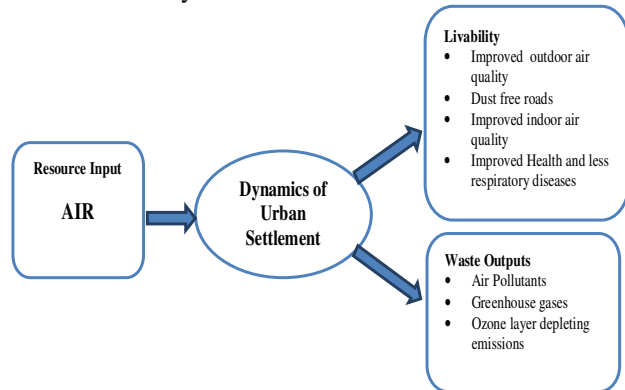 Livability
• Improved outdoor air
quality
• Dust free roads
• Improved indoor air
quality
• Improved Health and less
respiratory diseases
Resource Input
AIR
Dynamics of
Urban
Settlement
Waste Outputs
• Air Pollutants
• Greenhouse gases
• Ozone layer depleting
emissions